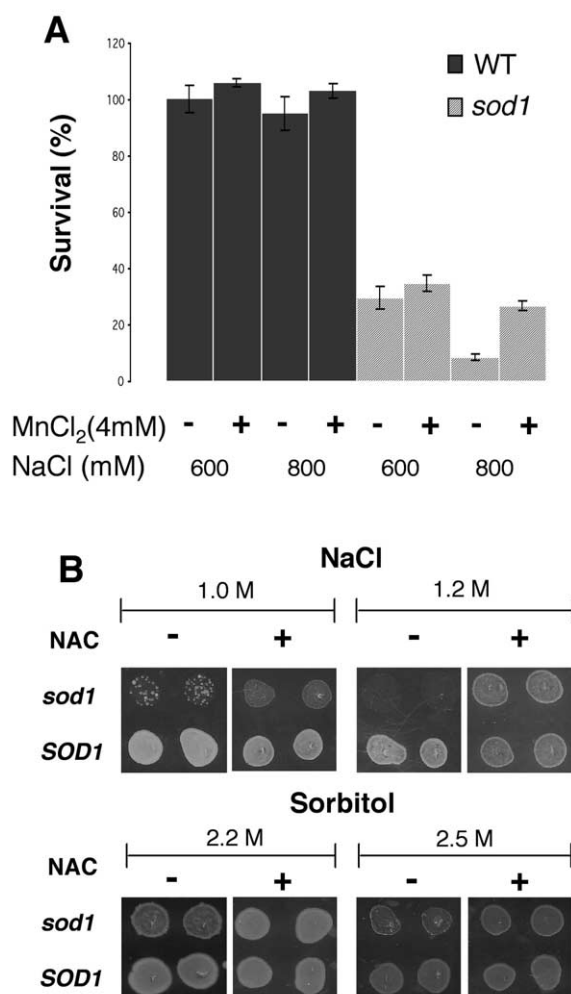 A
Survival (%)
120
100
80
60
40
20
0
WT
sod1
MnCl₂(4mM) - + - + - + - +
NaCl (mM) 600 800 600 800
B
NaCl
1.0 M 1.2 M
NAC - + - +
sod1
SOD1
Sorbitol
2.2 M 2.5 M
NAC - + - +
sod1
SOD1